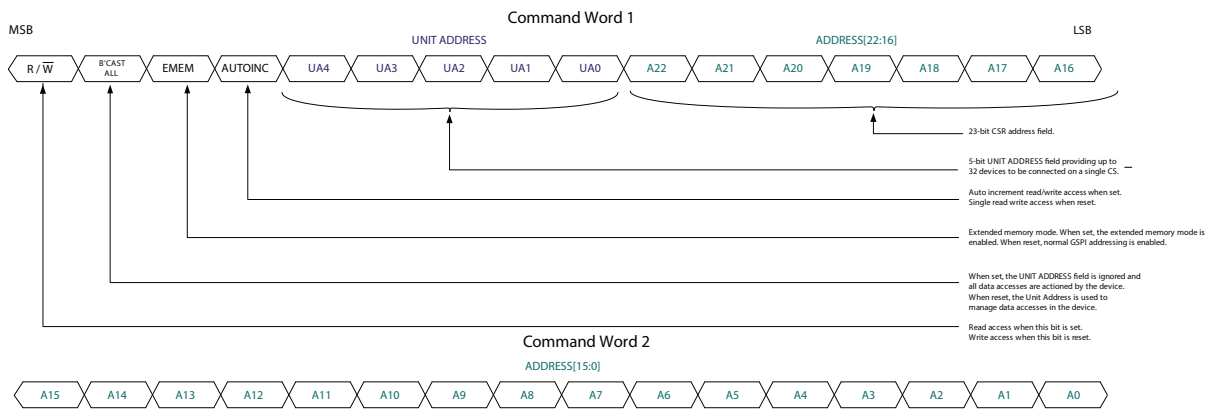 Command Word 1
MSB
LSB
UNIT ADDRESS
ADDRESS[22:16]
R / W̅
B'CAST
ALL
EMEM
AUTOINC
UA4
UA3
UA2
UA1
UA0
A22
A21
A20
A19
A18
A17
A16
23-bit CSR address field.
5-bit UNIT ADDRESS field providing up to
32 devices to be connected on a single CS.
Auto increment read/write access when set.
Single read write access when reset.
Extended memory mode. When set, the extended memory mode is
enabled. When reset, normal GSPI addressing is enabled.
When set, the UNIT ADDRESS field is ignored and
all data accesses are actioned by the device.
When reset, the Unit Address is used to
manage data accesses in the device.
Read access when this bit is set.
Write access when this bit is reset.
Command Word 2
ADDRESS[15:0]
A15
A14
A13
A12
A11
A10
A9
A8
A7
A6
A5
A4
A3
A2
A1
A0